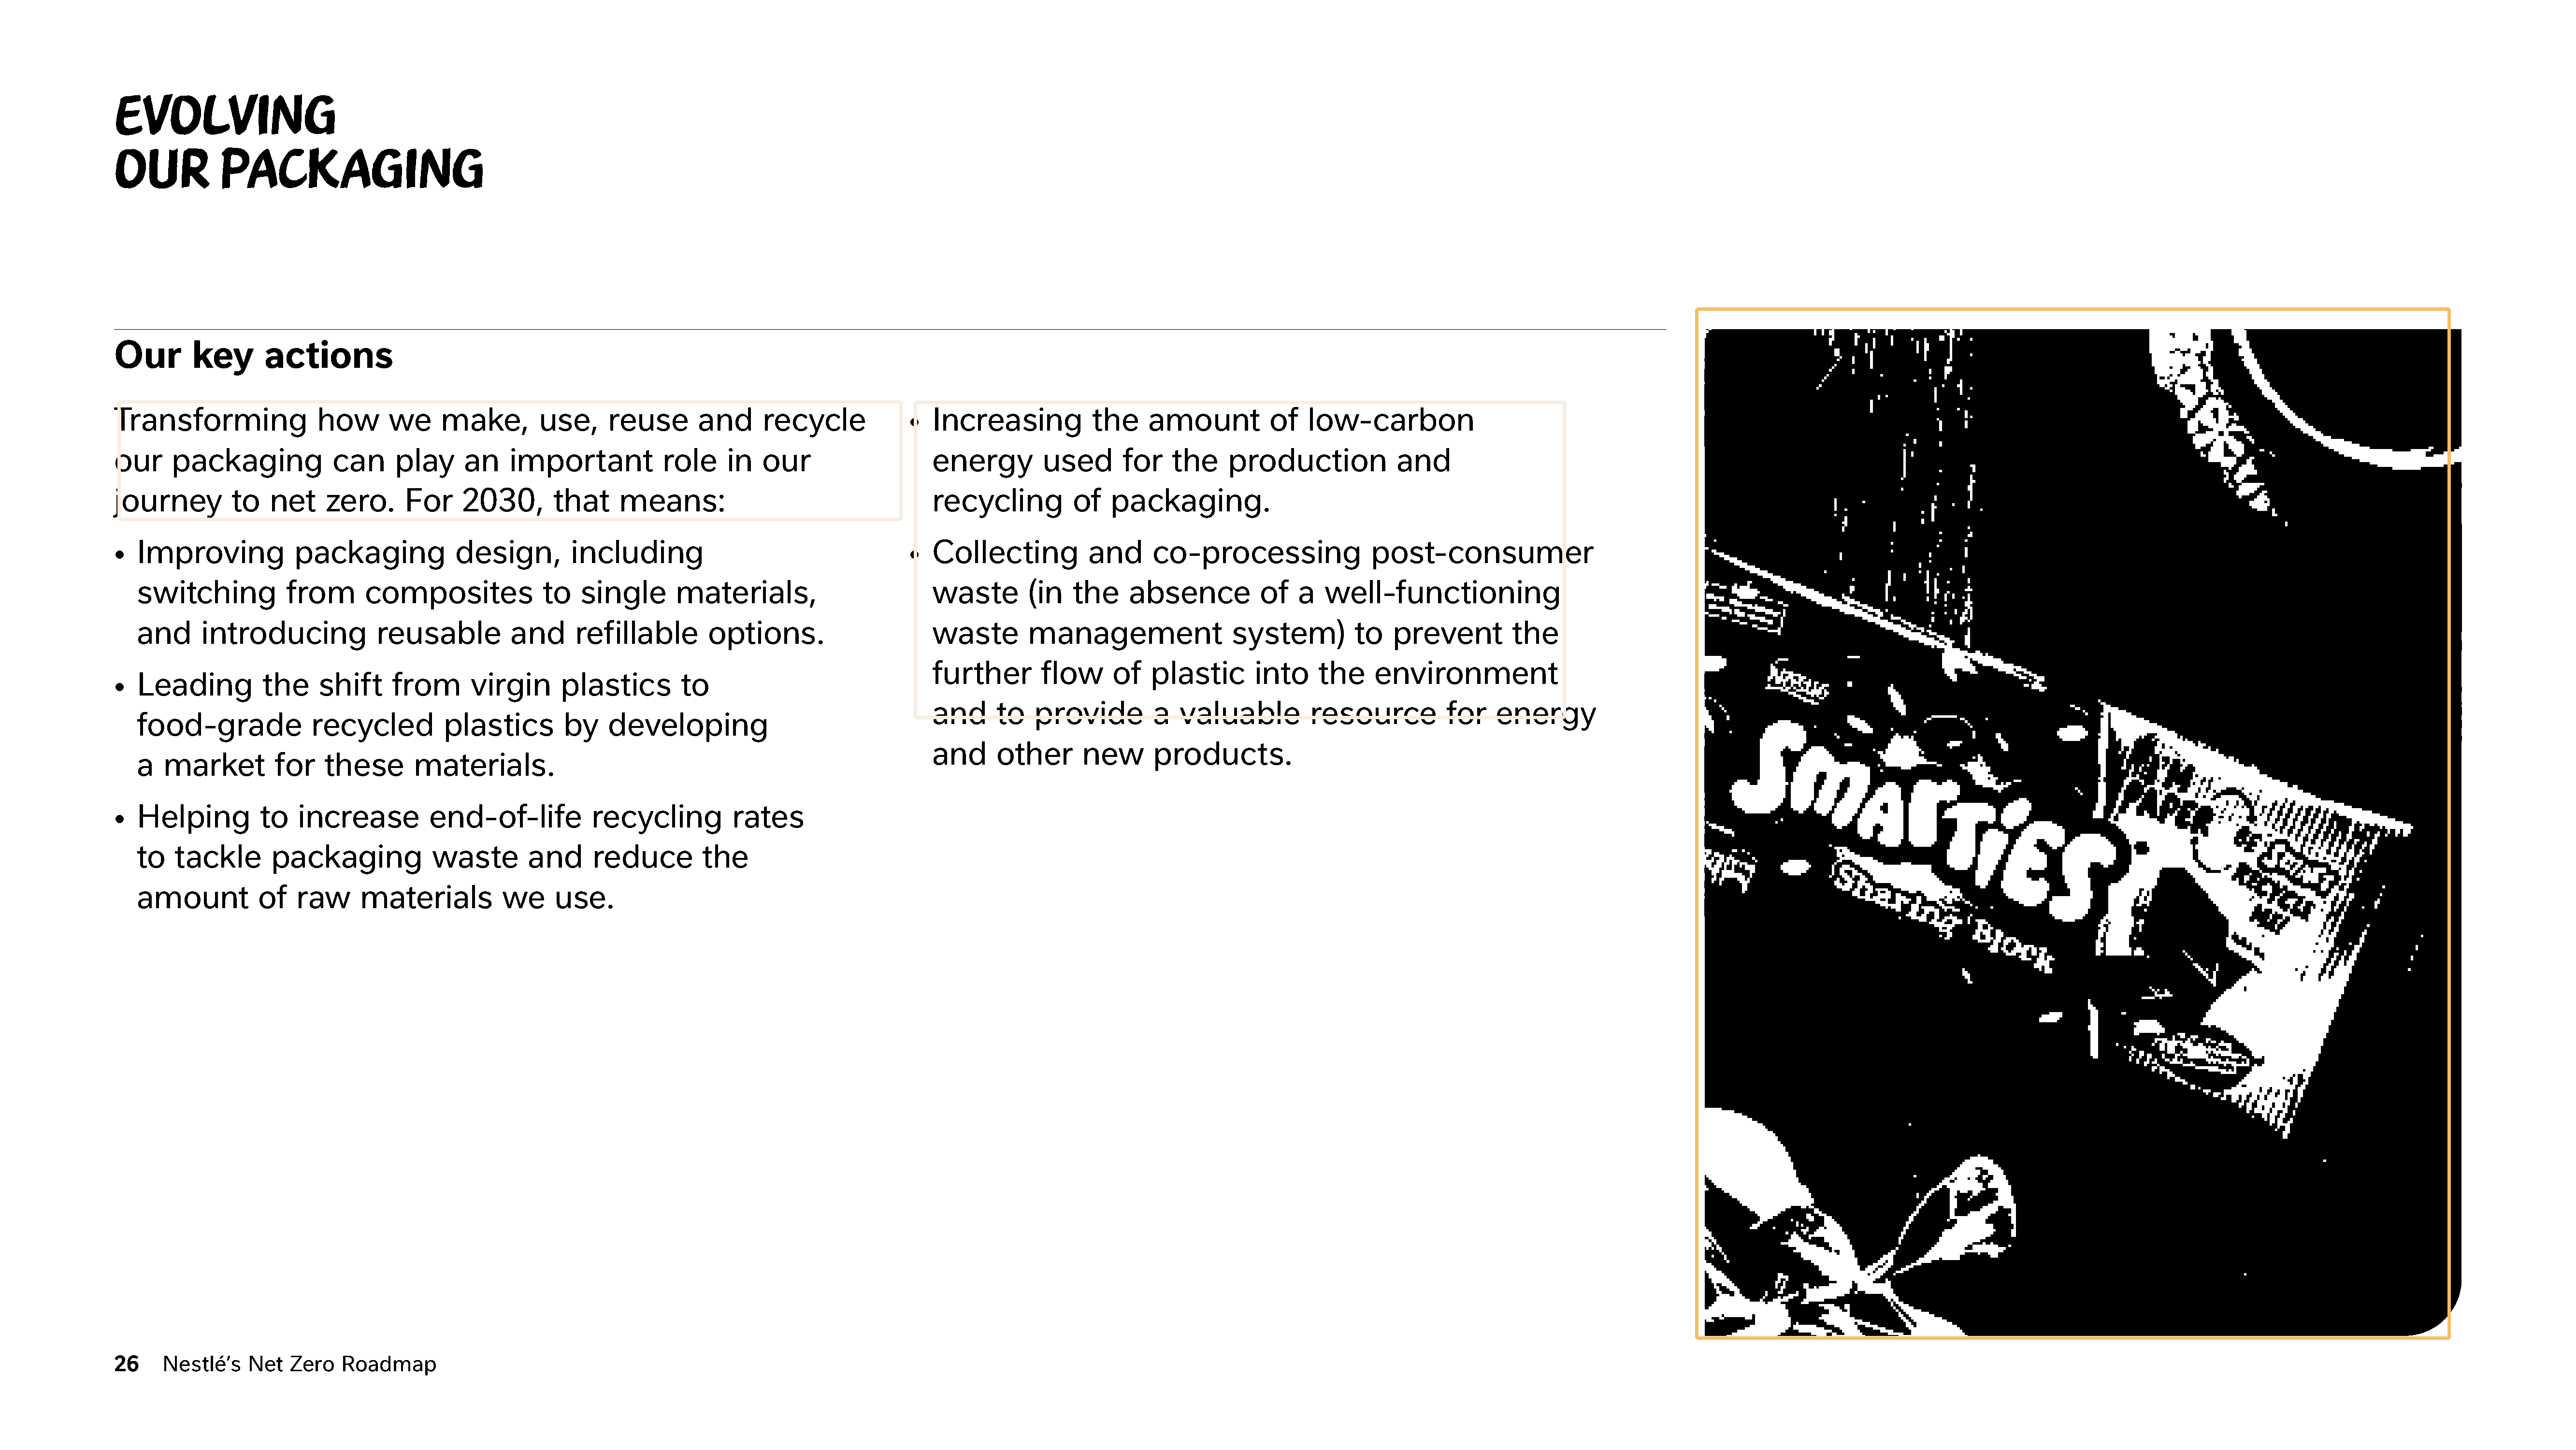 EVOLVING
OUR PACKAGING
Our key actions
Transforming how we make, use, reuse and recycle
our packaging can play an important role in our
journey to net zero. For 2030, that means:
• Improving packaging design, including
switching from composites to single materials,
and introducing reusable and refillable options.
• Leading the shift from virgin plastics to
food-grade recycled plastics by developing
a market for these materials.
• Helping to increase end-of-life recycling rates
to tackle packaging waste and reduce the
amount of raw materials we use.
• Increasing the amount of low-carbon
energy used for the production and
recycling of packaging.
• Collecting and co-processing post-consumer
waste (in the absence of a well-functioning
waste management system) to prevent the
further flow of plastic into the environment
and to provide a valuable resource for energy
and other new products.
Nestlé
SMARTIES
Sharing Block
PAPER
RECYCLE
ME!
26 Nestlé’s Net Zero Roadmap